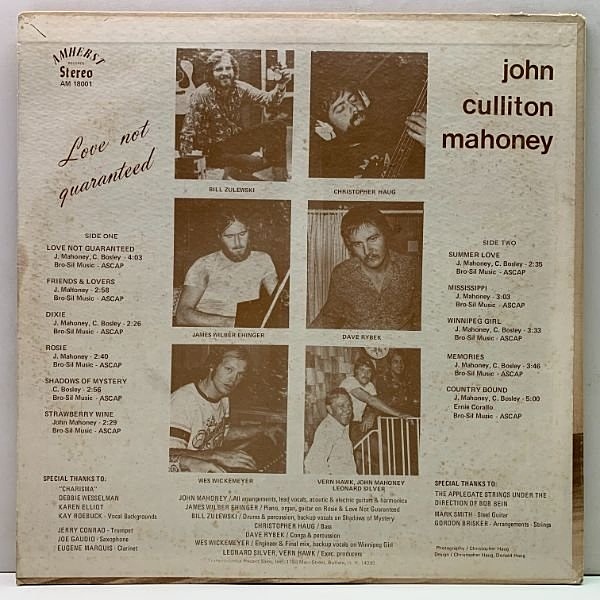 AMHERST
RECORDS
Stereo
AM 18001
john
culliton
mahoney
Love not
guaranteed
BILL ZULEWSKI
CHRISTOPHER HAUG
JAMES WILBER EHINGER
DAVE RYBEK
WES WICKEMEYER
VERN HAWK, JOHN MAHONEY
LEONARD SILVER
SIDE ONE
LOVE NOT GUARANTEED
J. Mahoney, C. Bosley - 4:03
Bro-Sil Music - ASCAP
FRIENDS & LOVERS
J. Mahoney - 2:58
Bro-Sil Music - ASCAP
DIXIE
J. Mahoney, C. Bosley - 2:26
Bro-Sil Music - ASCAP
ROSIE
J. Mahoney - 2:40
Bro-Sil Music - ASCAP
SHADOWS OF MYSTERY
C. Bosley - 2:56
Bro-Sil Music - ASCAP
STRAWBERRY WINE
John Mahoney - 2:29
Bro-Sil Music - ASCAP
SIDE TWO
SUMMER LOVE
J. Mahoney, C. Bosley - 2:35
Bro-Sil Music - ASCAP
MISSISSIPPI
J. Mahoney - 3:03
Bro-Sil Music - ASCAP
WINNIPEG GIRL
J. Mahoney, C. Bosley - 3:33
Bro-Sil Music - ASCAP
MEMORIES
J. Mahoney, C. Bosley - 3:46
Bro-Sil Music - ASCAP
COUNTRY BOUND
J. Mahoney, C. Bosley - 5:00
Ernie Corallo
Bro-Sil Music - ASCAP
SPECIAL THANKS TO:
"CHARISMA"
DEBBIE WESSELMAN
KAREN ELLIOT
KAY ROEBUCK - Vocal Backgrounds
JERRY CONRAD - Trumpet
JOE GAUDIO - Saxophone
EUGENE MARQUIS - Clarinet
JOHN MAHONEY / All arrangements, lead vocals, acoustic & electric guitars & harmonica
JAMES WILBER EHINGER / Piano, organ, guitar on Rosie & Love Not Guaranteed
BILL ZULEWSKI / Drums & percussion, backup vocals on Shadows of Mystery
CHRISTOPHER HAUG / Bass
DAVE RYBEK / Conga & percussion
WES WICKEMEYER / Engineer & Final mix, backup vocals on Winnipeg Girl
LEONARD SILVER, VERN HAWK / Exec. producers
SPECIAL THANKS TO:
THE APPLEGATE STRINGS UNDER THE
DIRECTION OF BOB SEIN
MARK SMITH - Steel Guitar
GORDON BRISKER - Arrangements - Strings
Photography / Christopher Haug
Design / Christopher Haug, Donald Haug